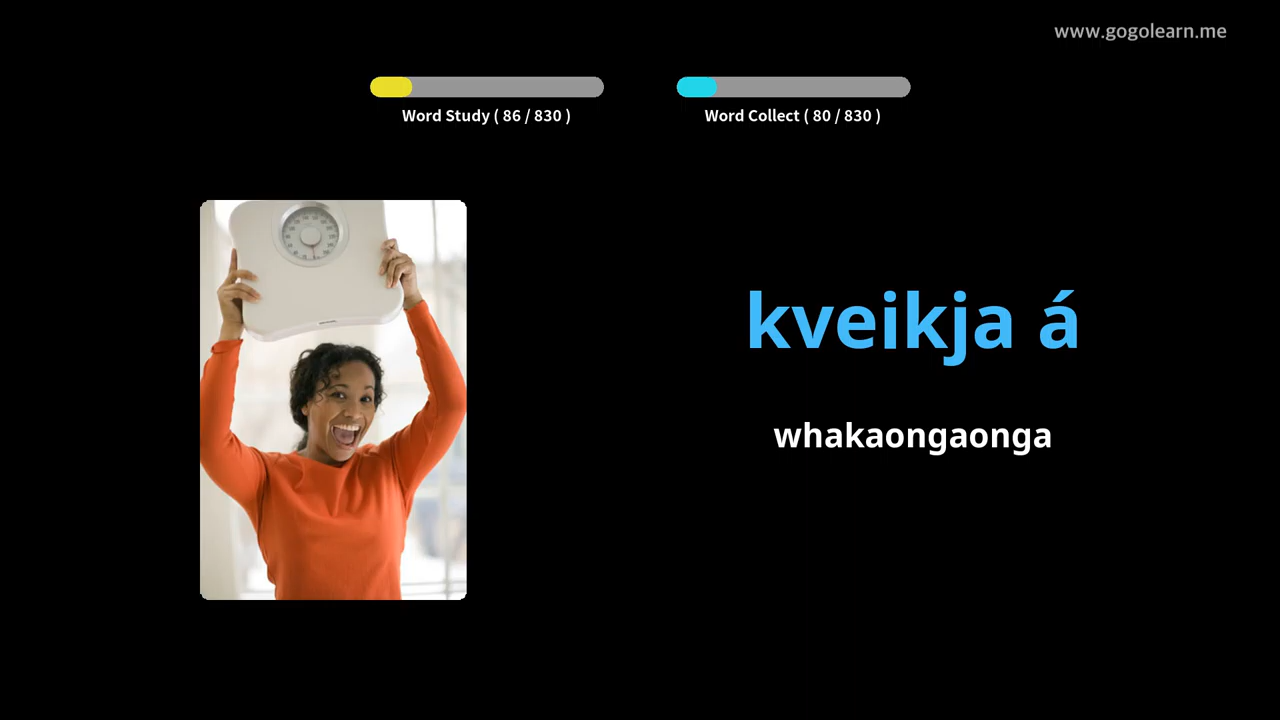 www.gogolearn.me
Word Study ( 86 / 830 )
Word Collect ( 80 / 830 )
kveikja á
whakaongaonga